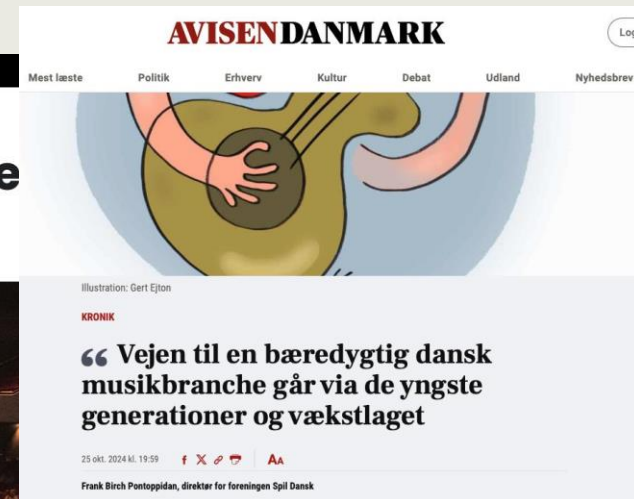 AVISENDANMARK
Log
Mest læste Politik Erhverv Kultur Debat Udland Nyhedsbrev
e
Illustration: Gert Ejton
KRONIK
“ Vejen til en bæredygtig dansk
musikbranche går via de yngste
generationer og vækstlaget
25 okt. 2024 kl. 19:59 AA
Frank Birch Pontoppidan, direktør for foreningen Spil Dansk